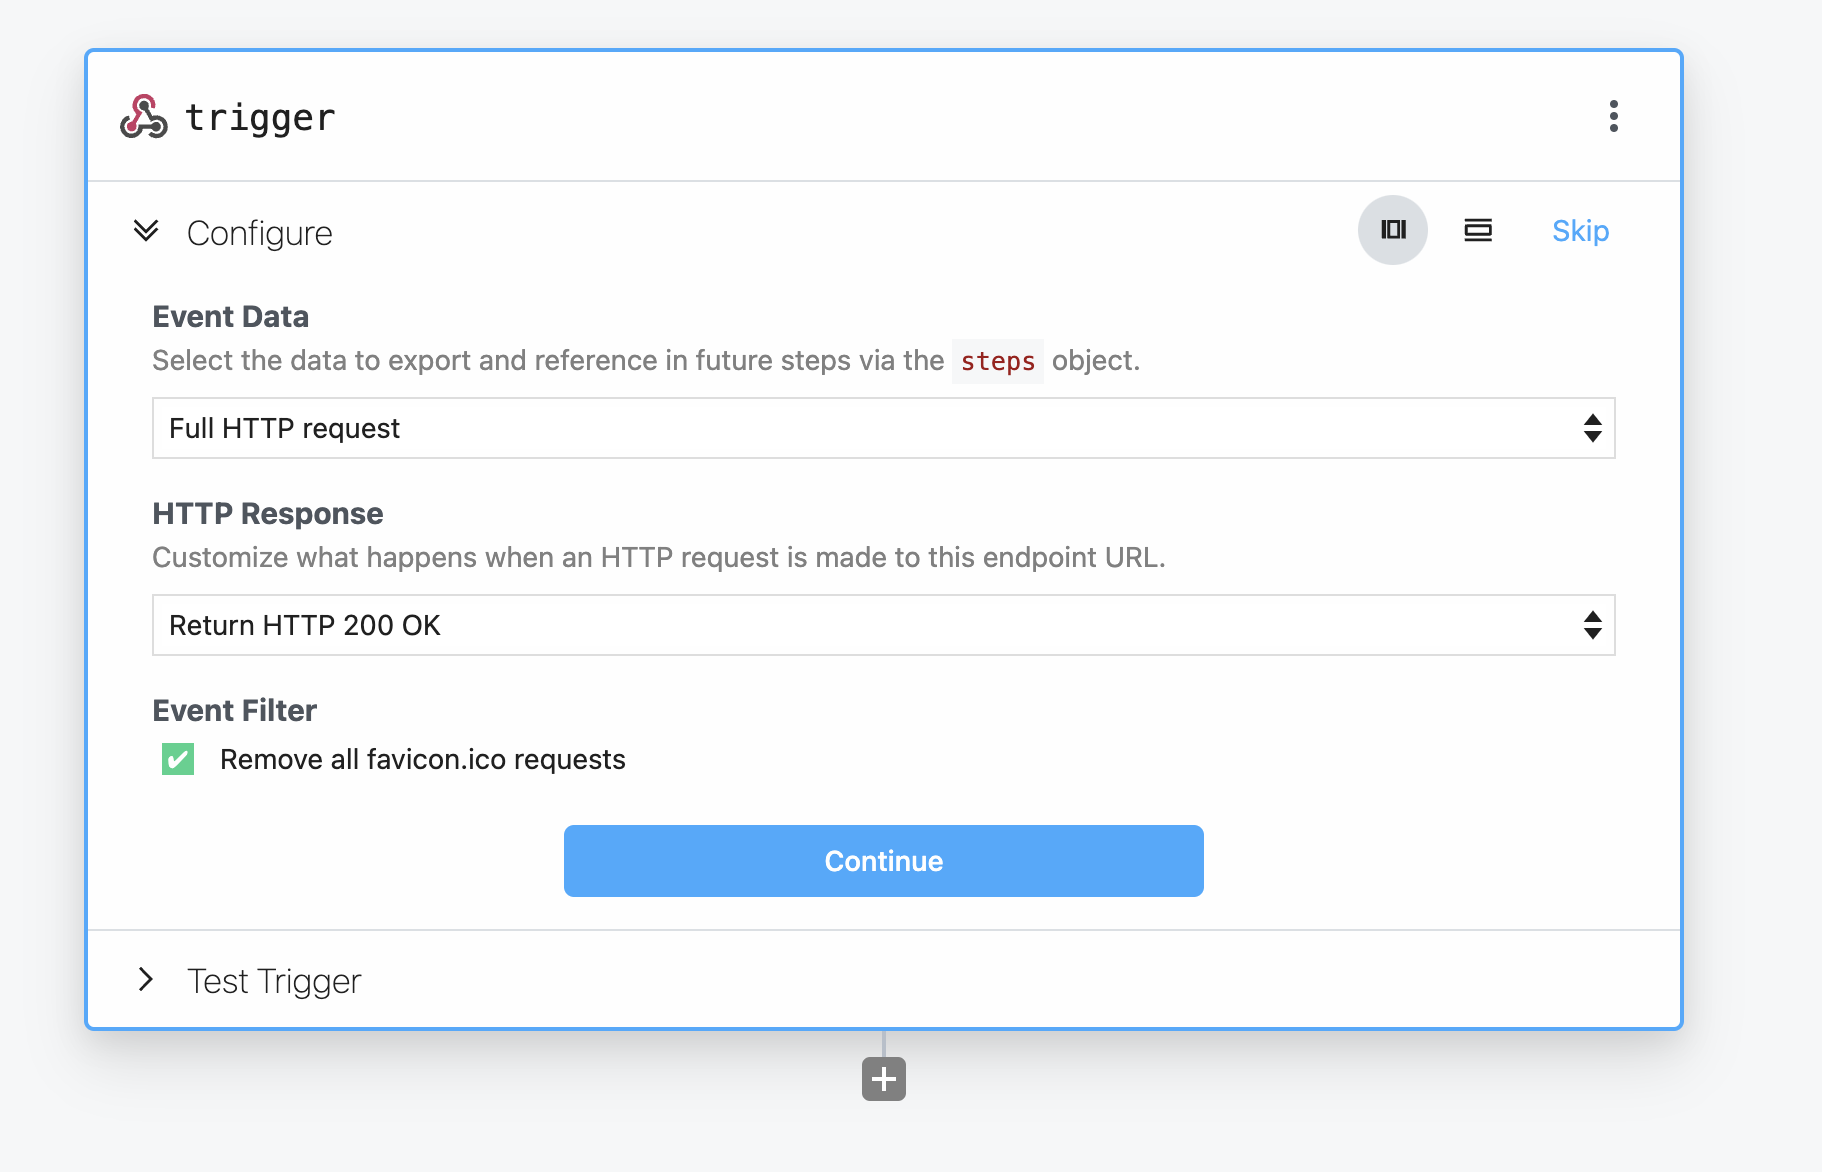 trigger
Configure
Skip
Event Data
Select the data to export and reference in future steps via the steps object.
Full HTTP request
HTTP Response
Customize what happens when an HTTP request is made to this endpoint URL.
Return HTTP 200 OK
Event Filter
Remove all favicon.ico requests
Continue
Test Trigger